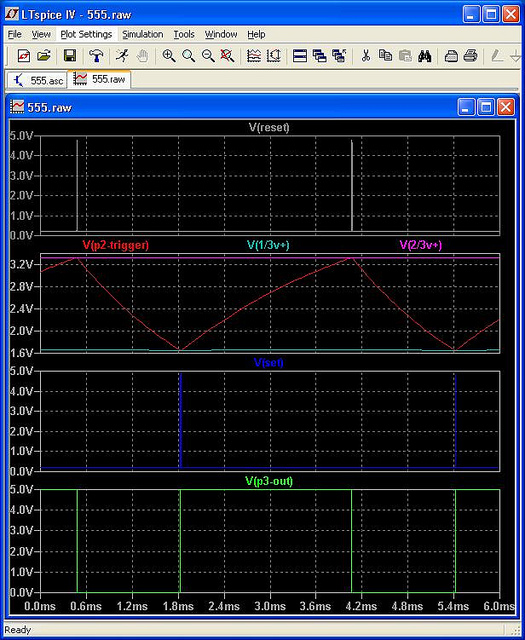 LTspice IV - 555.raw
File View Plot Settings Simulation Tools Window Help
555.asc 555.raw
555.raw
V(reset)
5.0V
4.0V
3.0V
2.0V
1.0V
0.0V
V(p2-trigger) V(1/3v+) V(2/3v+)
3.2V
2.8V
2.4V
2.0V
1.6V
V(set)
5.0V
4.0V
3.0V
2.0V
1.0V
0.0V
V(p3-out)
5.0V
4.0V
3.0V
2.0V
1.0V
0.0V
0.0ms 0.6ms 1.2ms 1.8ms 2.4ms 3.0ms 3.6ms 4.2ms 4.8ms 5.4ms 6.0ms
Ready